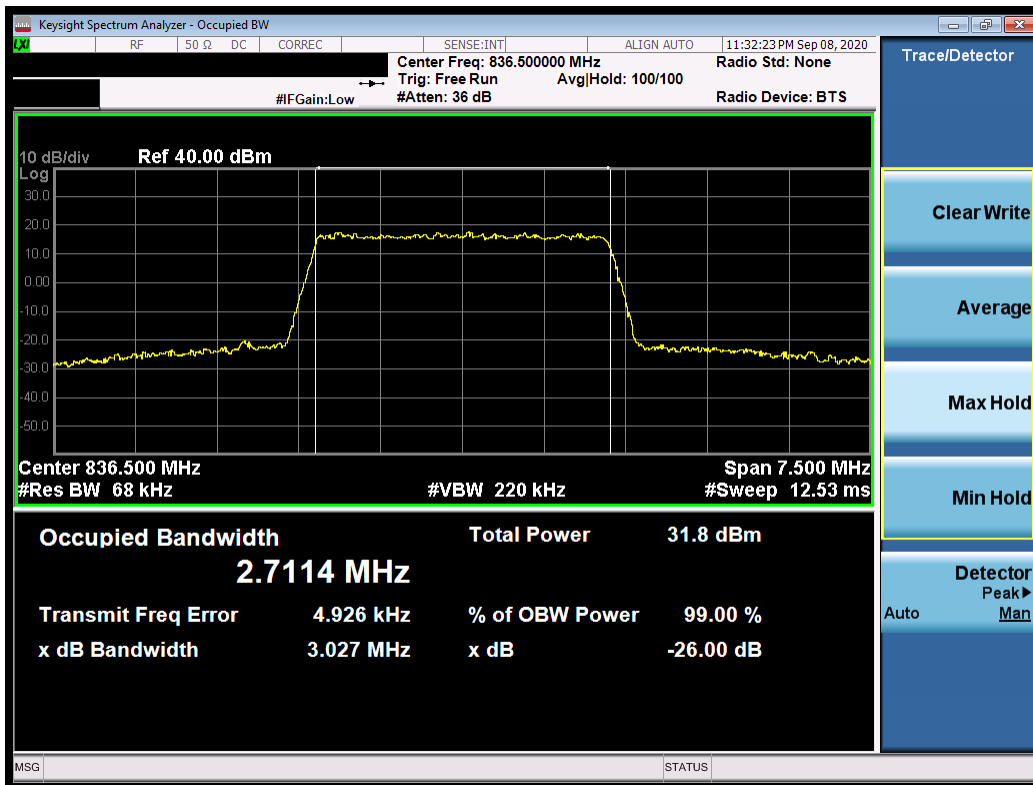 Keysight Spectrum Analyzer - Occupied BW
LXI RF 50 Ω DC CORREC SENSE:INT ALIGN AUTO 11:32:23 PM Sep 08, 2020
Center Freq: 836.500000 MHz Radio Std: None
Trig: Free Run Avg|Hold: 100/100
#IFGain:Low #Atten: 36 dB Radio Device: BTS
10 dB/div Ref 40.00 dBm
Log
30.0
20.0
10.0
0.00
-10.0
-20.0
-30.0
-40.0
-50.0
Center 836.500 MHz Span 7.500 MHz
#Res BW 68 kHz #VBW 220 kHz #Sweep 12.53 ms
Occupied Bandwidth Total Power 31.8 dBm
2.7114 MHz
Transmit Freq Error 4.926 kHz % of OBW Power 99.00 %
x dB Bandwidth 3.027 MHz x dB -26.00 dB
MSG STATUS
Trace/Detector
Clear Write
Average
Max Hold
Min Hold
Detector
Peak▶
Auto Man